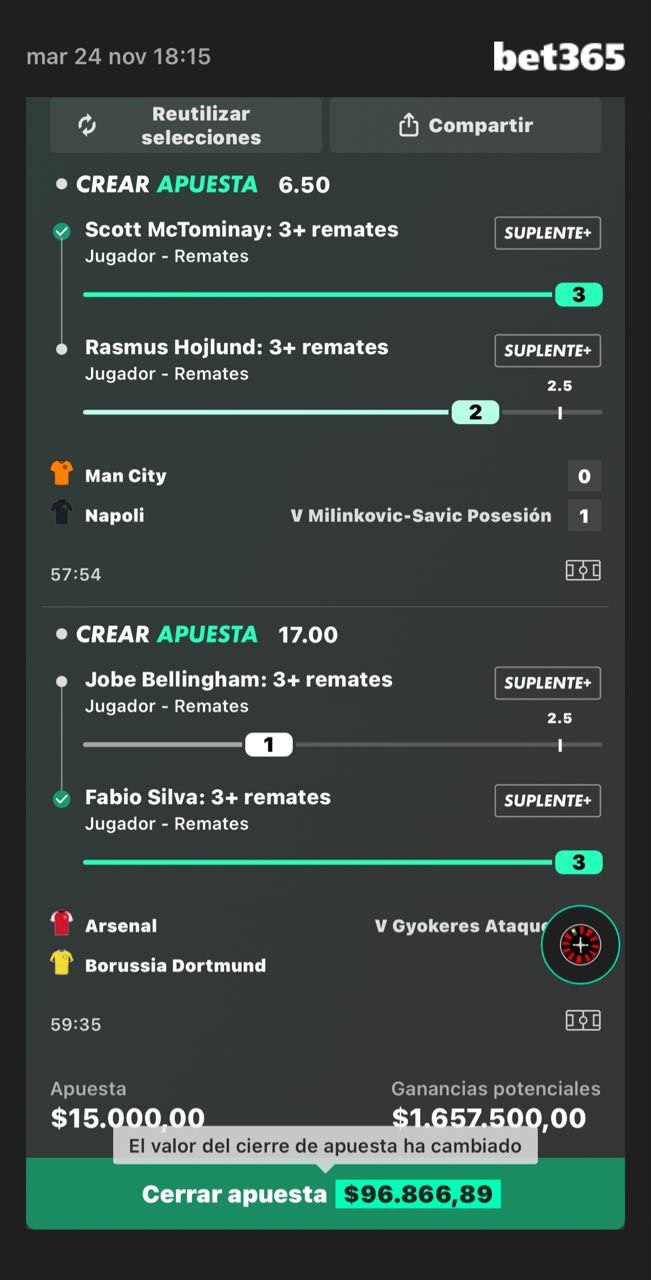 mar 24 nov 18:15
bet365
Reutilizar
selecciones
Compartir
CREAR APUESTA 6.50
Scott McTominay: 3+ remates
SUPLENTE+
Jugador - Remates
3
Rasmus Hojlund: 3+ remates
SUPLENTE+
Jugador - Remates
2.5
2
Man City
0
Napoli
V Milinkovic-Savic Posesión
1
57:54
CREAR APUESTA 17.00
Jobe Bellingham: 3+ remates
SUPLENTE+
Jugador - Remates
2.5
1
Fabio Silva: 3+ remates
SUPLENTE+
Jugador - Remates
3
Arsenal
V Gyokeres Ataque
Borussia Dortmund
59:35
Apuesta
Ganancias potenciales
$15.000,00
$1.657.500,00
El valor del cierre de apuesta ha cambiado
Cerrar apuesta $96.866,89